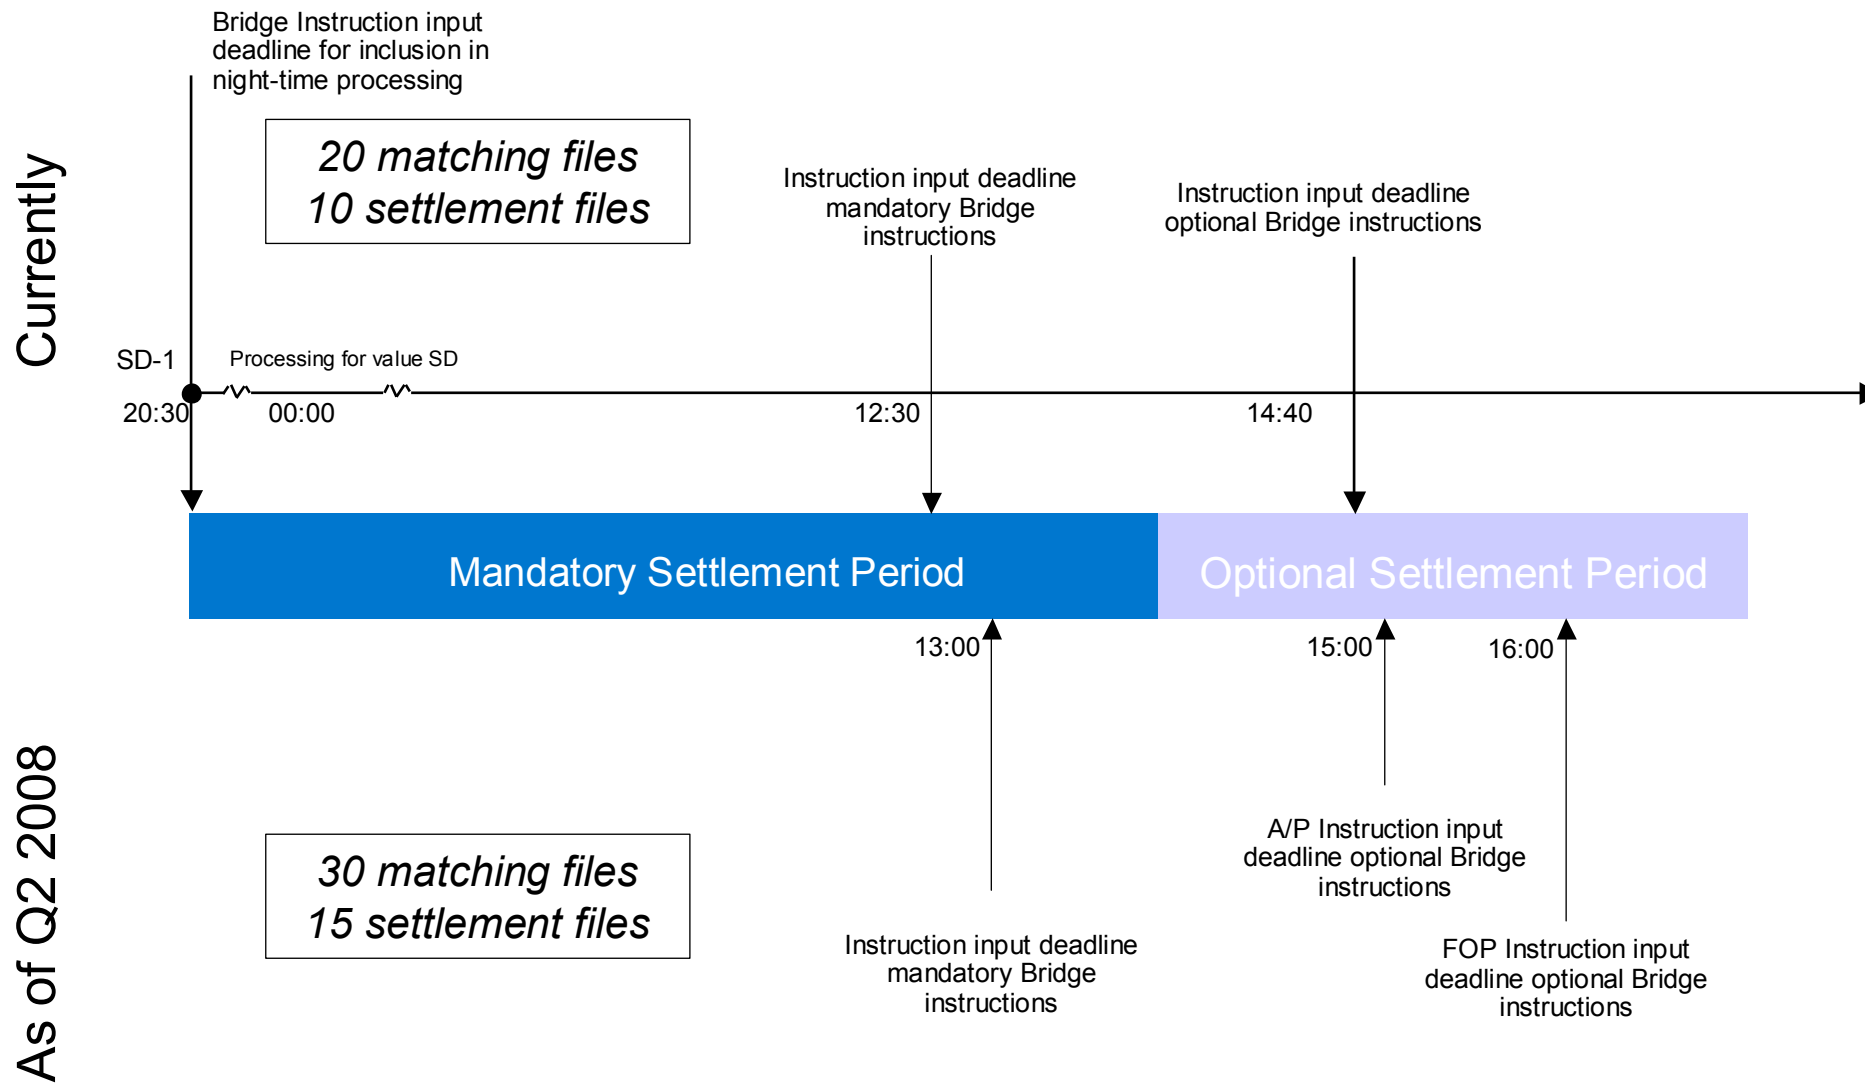 Currently
Bridge Instruction input
deadline for inclusion in
night-time processing
20 matching files
10 settlement files
Instruction input deadline
mandatory Bridge
instructions
Instruction input deadline
optional Bridge instructions
SD-1
Processing for value SD
20:30
00:00
12:30
14:40
Mandatory Settlement Period
Optional Settlement Period
13:00
15:00
16:00
As of Q2 2008
30 matching files
15 settlement files
Instruction input deadline
mandatory Bridge
instructions
A/P Instruction input
deadline optional Bridge
instructions
FOP Instruction input
deadline optional Bridge
instructions